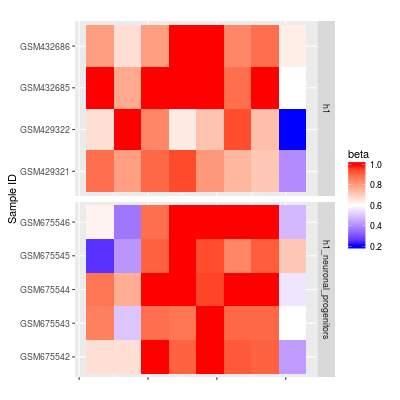 Sample ID
GSM432686
GSM432685
GSM429322
GSM429321
h1
GSM675546
GSM675545
GSM675544
GSM675543
GSM675542
h1_neuronal_progenitors
beta
1.0
0.8
0.6
0.4
0.2